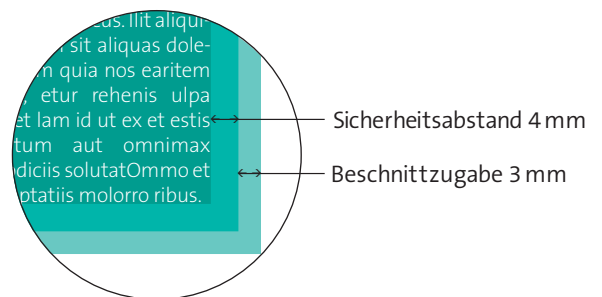 Ilit aliqui-
sit aliquas dole-
quia nos earitem
etur rehenis ulpa
et lam id ut ex et estis
tum aut omnimax
diciis solutatOmmo et
ptatiis molorro ribus.
Sicherheitsabstand 4 mm
Beschnittzugabe 3 mm